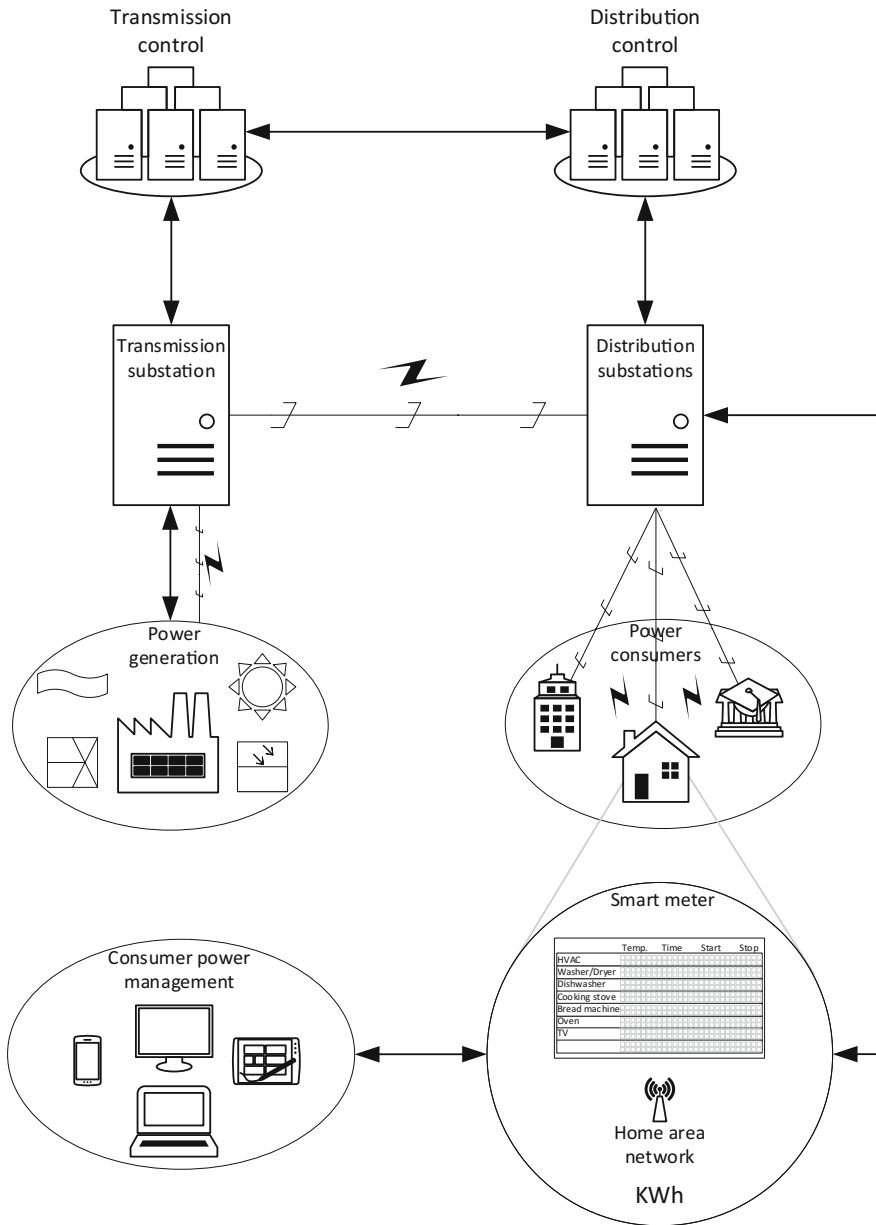 Transmission
control
Distribution
control
Transmission
substation
Distribution
substations
Power
generation
Power
consumers
Smart meter
Temp. Time Start Stop
HVAC
Washer/Dryer
Dishwasher
Cooking stove
Bread machine
Oven
TV
Consumer power
management
Home area
network
KWh